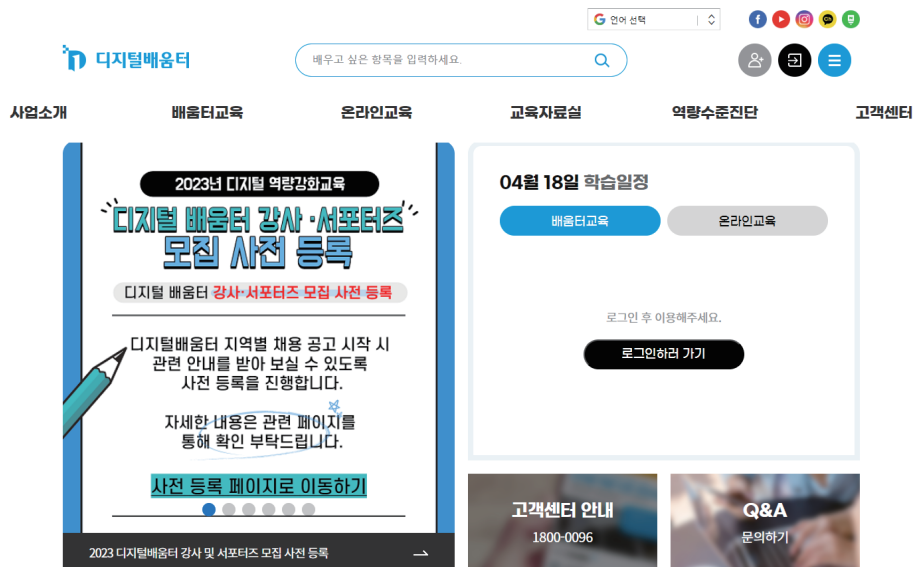 언어 선택
디지털배움터
배우고 싶은 항목을 입력하세요.
사업소개
배움터교육
온라인교육
교육자료실
역량수준진단
고객센터
2023년 디지털 역량강화교육
디지털 배움터 강사·서포터즈
모집 사전 등록
디지털 배움터 강사··서포터즈 모집 사전 등록
디지털배움터 지역별 채용 공고 시작 시
관련 안내를 받아 보실 수 있도록
사전 등록을 진행합니다.
자세한 내용은 관련 페이지를
통해 확인 부탁드립니다.
사전 등록 페이지로 이동하기
2023 디지털배움터 강사 및 서포터즈 모집 사전 등록
04월 18일 학습일정
배움터교육
온라인교육
로그인 후 이용해주세요.
로그인하러 가기
고객센터 안내
1800-0096
Q&A
문의하기